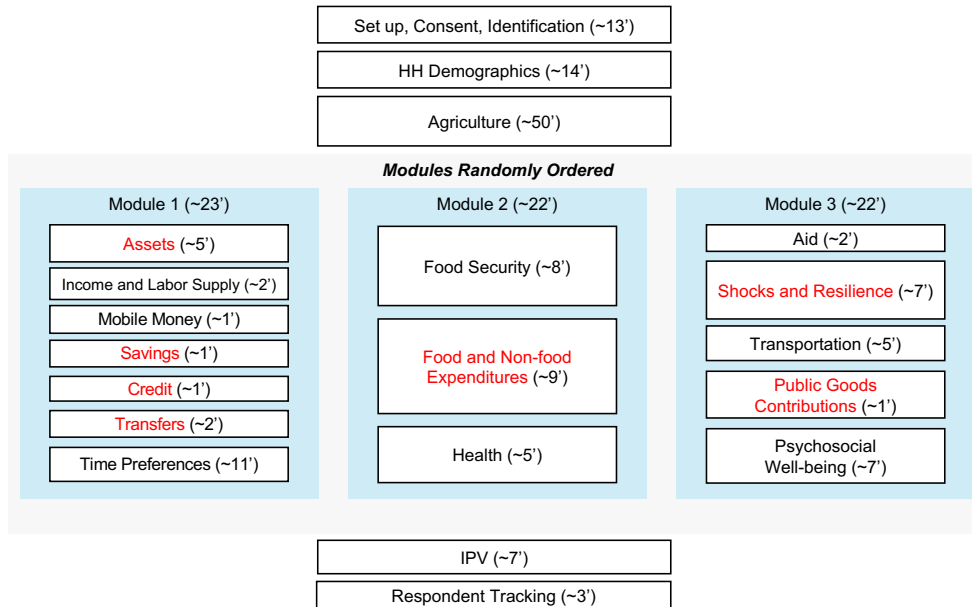 Set up, Consent, Identification (~13’)
HH Demographics (~14’)
Agriculture (~50’)
Modules Randomly Ordered
Module 1 (~23’)
Assets (~5’)
Income and Labor Supply (~2’)
Mobile Money (~1’)
Savings (~1’)
Credit (~1’)
Transfers (~2’)
Time Preferences (~11’)
Module 2 (~22’)
Food Security (~8’)
Food and Non-food
Expenditures (~9’)
Health (~5’)
Module 3 (~22’)
Aid (~2’)
Shocks and Resilience (~7’)
Transportation (~5’)
Public Goods
Contributions (~1’)
Psychosocial
Well-being (~7’)
IPV (~7’)
Respondent Tracking (~3’)